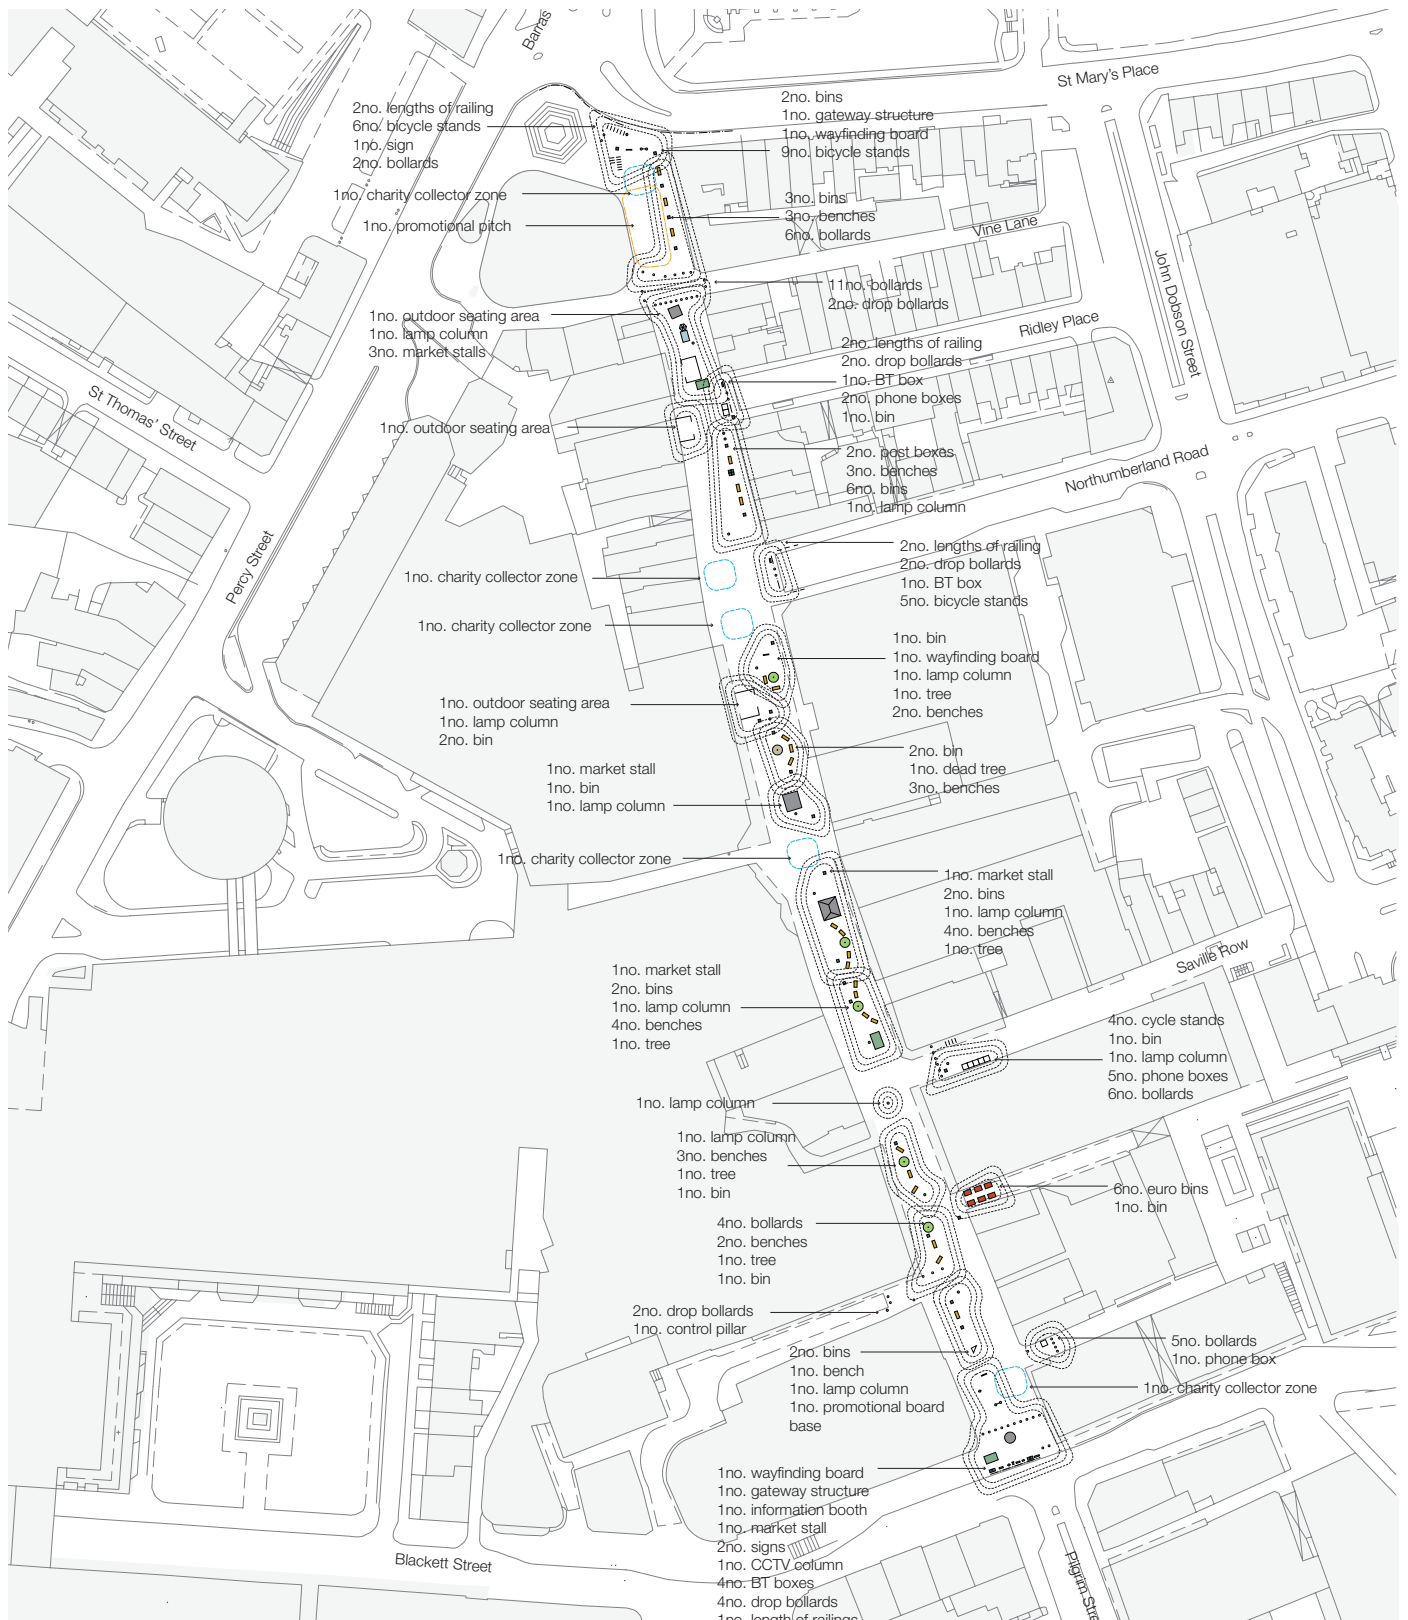 Barras
St Mary's Place
2no. lengths of railing
6no. bicycle stands
1no. sign
2no. bollards
2no. bins
1no. gateway structure
1no. wayfinding board
9no. bicycle stands
1no. charity collector zone
1no. promotional pitch
3no. bins
3no. benches
6no. bollards
Vine Lane
John Dobson Street
11no. bollards
2no. drop bollards
1no. outdoor seating area
1no. lamp column
3no. market stalls
Ridley Place
2no. lengths of railing
2no. drop bollards
1no. BT box
2no. phone boxes
1no. bin
St Thomas' Street
1no. outdoor seating area
2no. post boxes
3no. benches
6no. bins
1no. lamp column
Northumberland Road
Percy Street
1no. charity collector zone
2no. lengths of railing
2no. drop bollards
1no. BT box
5no. bicycle stands
1no. charity collector zone
1no. bin
1no. wayfinding board
1no. lamp column
1no. tree
2no. benches
1no. outdoor seating area
1no. lamp column
2no. bin
2no. bin
1no. dead tree
3no. benches
1no. market stall
1no. bin
1no. lamp column
1no. charity collector zone
1no. market stall
2no. bins
1no. lamp column
4no. benches
1no. tree
Saville Row
1no. market stall
2no. bins
1no. lamp column
4no. benches
1no. tree
4no. cycle stands
1no. bin
1no. lamp column
5no. phone boxes
6no. bollards
1no. lamp column
1no. lamp column
3no. benches
1no. tree
1no. bin
6no. euro bins
1no. bin
4no. bollards
2no. benches
1no. tree
1no. bin
2no. drop bollards
1no. control pillar
5no. bollards
1no. phone box
2no. bins
1no. bench
1no. lamp column
1no. promotional board
base
1no. charity collector zone
1no. wayfinding board
1no. gateway structure
1no. information booth
1no. market stall
2no. signs
1no. CCTV column
4no. BT boxes
4no. drop bollards
1no. length of railings
Blackett Street
Pilgrim Stre